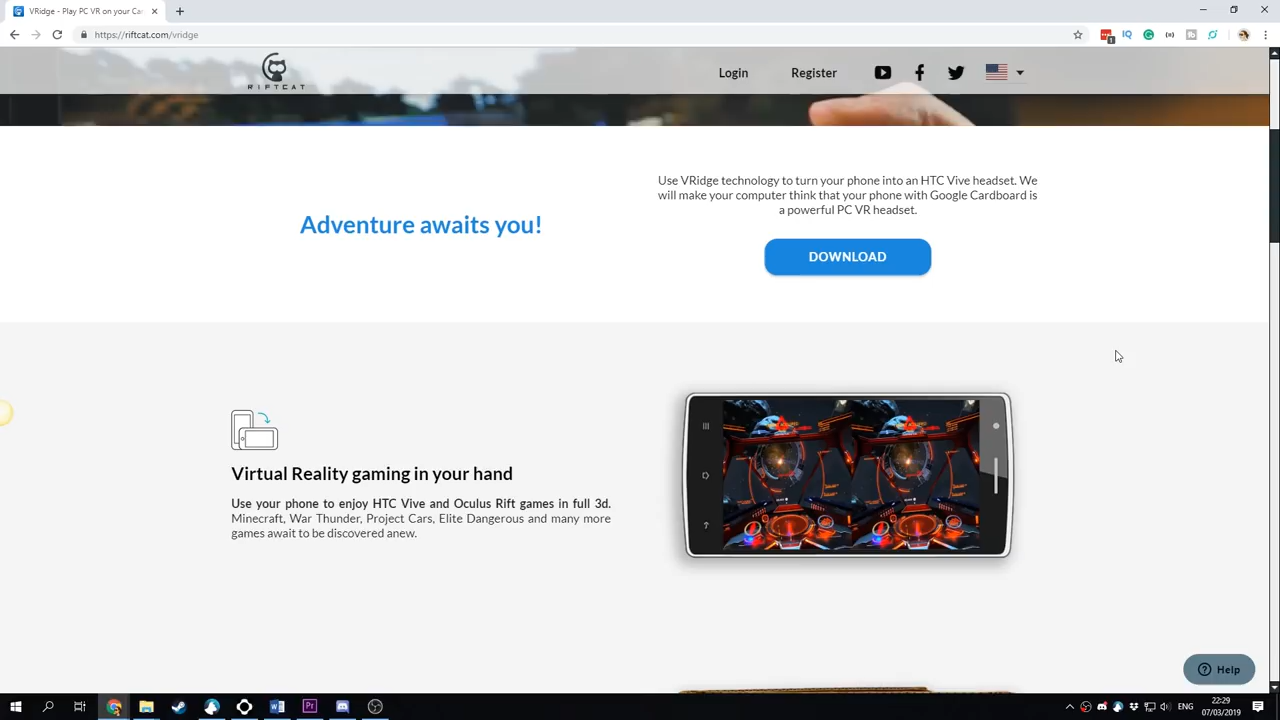 VRidge - Play PC VR on your Ca
https://riftcat.com/vridge
RIFTCAT
Login
Register
Use VRidge technology to turn your phone into an HTC Vive headset. We
will make your computer think that your phone with Google Cardboard is
a powerful PC VR headset.
Adventure awaits you!
DOWNLOAD
Virtual Reality gaming in your hand
Use your phone to enjoy HTC Vive and Oculus Rift games in full 3d.
Minecraft, War Thunder, Project Cars, Elite Dangerous and many more
games await to be discovered anew.
Help
ENG
22:29
07/03/2019